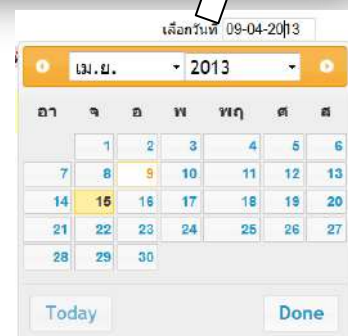 เลือกวันที่ 09-04-2013
เม.ย. 2013
อา จ อ พ พฤ ศ ส
1 2 3 4 5 6
7 8 9 10 11 12 13
14 15 16 17 18 19 20
21 22 23 24 25 26 27
28 29 30
Today Done